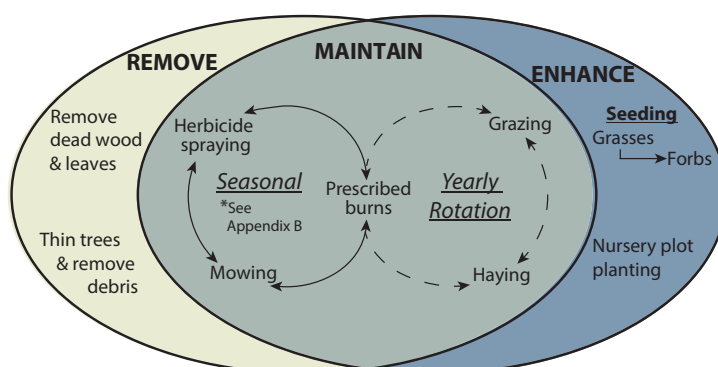 REMOVE
MAINTAIN
ENHANCE
Remove
dead wood
& leaves
Thin trees
& remove
debris
Herbicide
spraying
Seasonal
*See
Appendix B
Mowing
Prescribed
burns
Grazing
Yearly
Rotation
Haying
Seeding
Grasses
Forbs
Nursery plot
planting